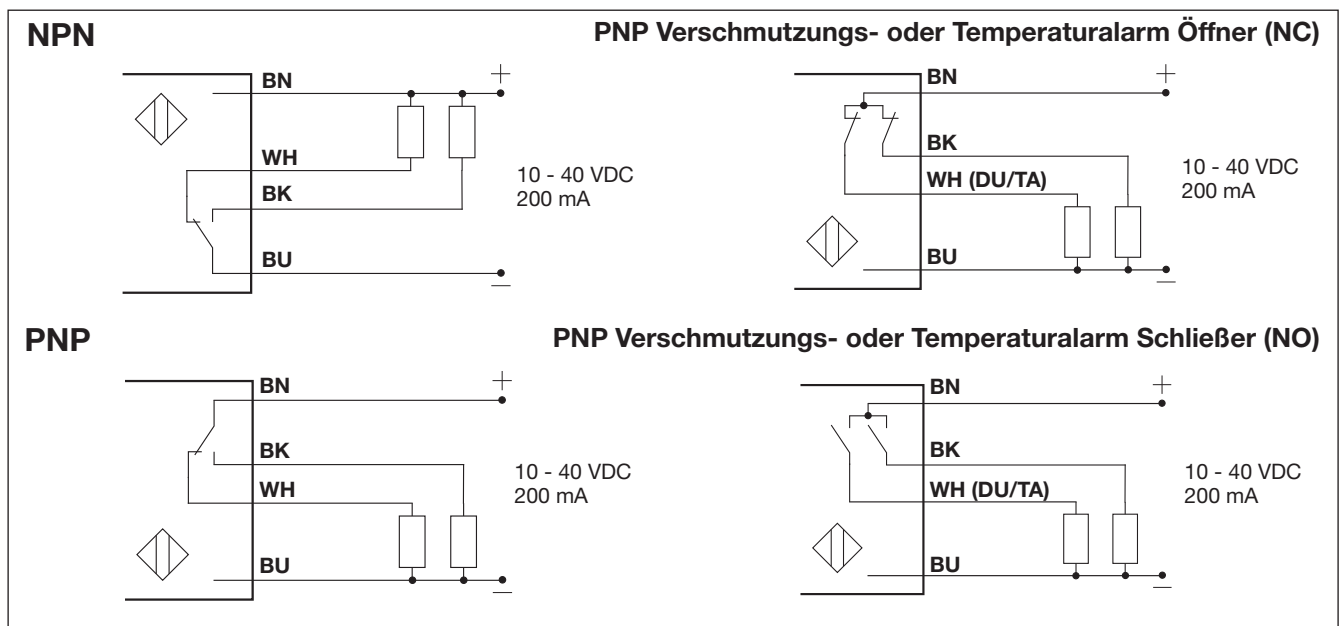 NPN
BN
+
WH
BK
10 - 40 VDC
200 mA
BU
–
PNP Verschmutzungs- oder Temperaturalarm Öffner (NC)
BN
+
BK
WH (DU/TA)
10 - 40 VDC
200 mA
BU
–
PNP
BN
+
BK
WH
10 - 40 VDC
200 mA
BU
–
PNP Verschmutzungs- oder Temperaturalarm Schließer (NO)
BN
+
BK
WH (DU/TA)
10 - 40 VDC
200 mA
BU
–